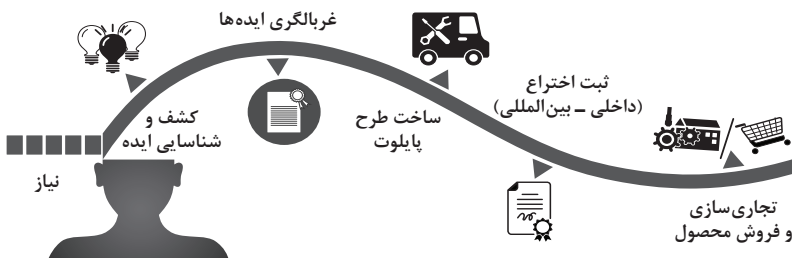 نیاز
کشف و
شناسایی ایده
غربالگری ایده‌ها
ساخت طرح
پایلوت
ثبت اختراع
(داخلی ــ بین‌المللی)
تجاری‌سازی
و فروش محصول